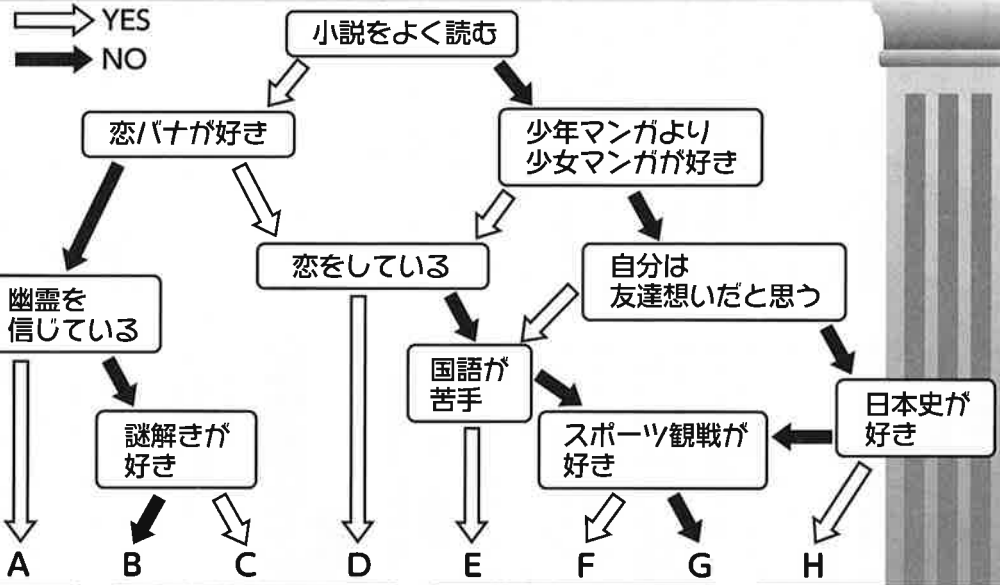 YES
NO
小説をよく読む
恋バナが好き
少年マンガより
少女マンガが好き
恋をしている
自分は
友達想いだと思う
幽霊を
信じている
国語が
苦手
日本史が
好き
謎解きが
好き
スポーツ観戦が
好き
A B C D E F G H